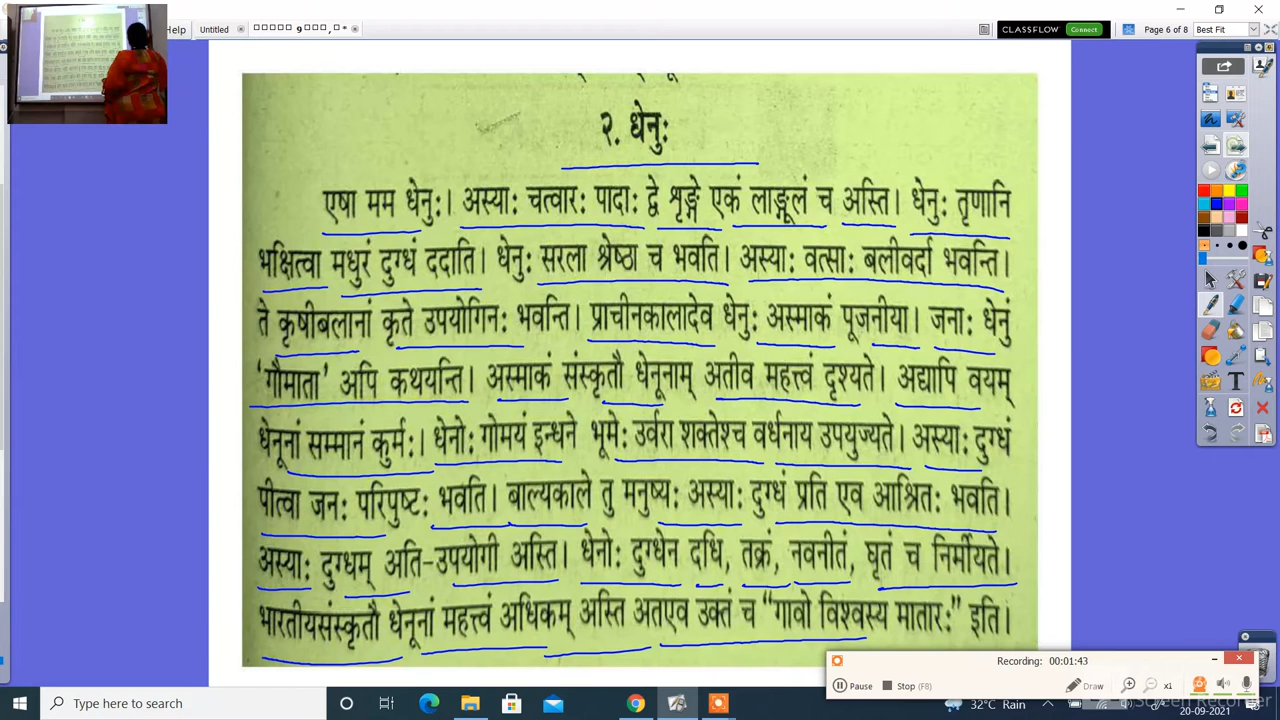 Help
Untitled
CLASSFLOW
Connect
Page 6 of 8
Best Fit
२. धेनुः
एषा मम धेनुः। अस्याः चत्वारः पादाः द्वे शृङ्गे एकं लाङ्गूलं च अस्ति। धेनुः तृणानि
भक्षित्वा मधुरं दुग्धं ददाति। धेनुः सरला श्रेष्ठा च भवति। अस्याः वत्साः बलीवर्दा भवन्ति।
ते कृषीबलानां कृते उपयोगिनः भवन्ति। प्राचीनकालादेव धेनुः अस्माकं पूजनीया। जनाः धेनुं
‘गौमाता’ अपि कथयन्ति। अस्माकं संस्कृतौ धेनूनाम् अतीव महत्त्वं दृश्यते। अद्यापि वयम्
धेनूनां सम्मानं कुर्मः। धेनोः गोमयं इन्धने भूमेः उर्वरा शक्तेश्च वर्धनाय उपयुज्यते। अस्याः दुग्धं
पीत्वा जनः परिपुष्टः भवति। बाल्यकाले तु मनुष्यः अस्याः दुग्धं प्रति एव आश्रितः भवति।
अस्याः दुग्धम् अति-उपयोगी अस्ति। धेनोः दुग्धेन दधि, तक्रं, नवनीतं, घृतं च निर्मीयते।
भारतीयसंस्कृतौ धेनूनां महत्त्वं अधिकम् अस्ति अतएव उक्तं च “गावो विश्वस्य मातारः” इति।
Recording: 00:01:43
Pause
Stop (F8)
Draw
x1
Type here to search
32°C Rain
20-09-2021